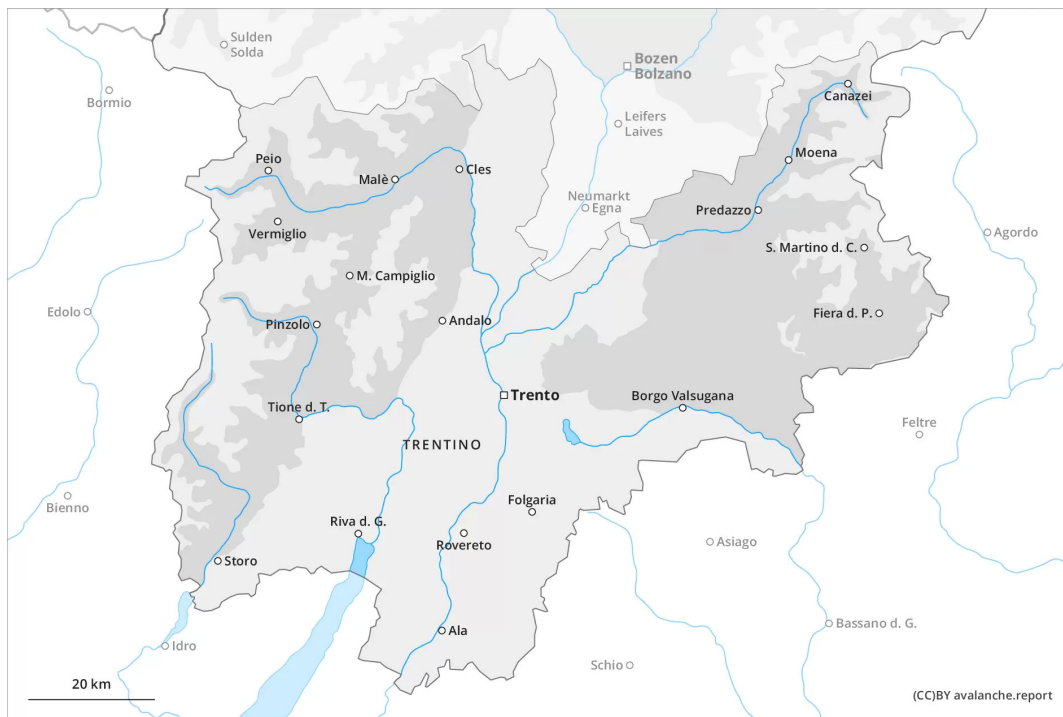 Sulden
Solda
Bormio
Bozen
Bolzano
Leifers
Laives
Canazei
Moena
Peio
Malè
Cles
Neumarkt
Egna
Predazzo
Vermiglio
S. Martino d. C.
Agordo
M. Campiglio
Edolo
Pinzolo
Andalo
Fiera d. P.
Trento
Borgo Valsugana
Tione d. T.
TRENTINO
Feltre
Bienno
Folgaria
Riva d. G.
Rovereto
Asiago
Storo
Ala
Bassano d. G.
Idro
Schio
20 km
(CC)BY avalanche.report